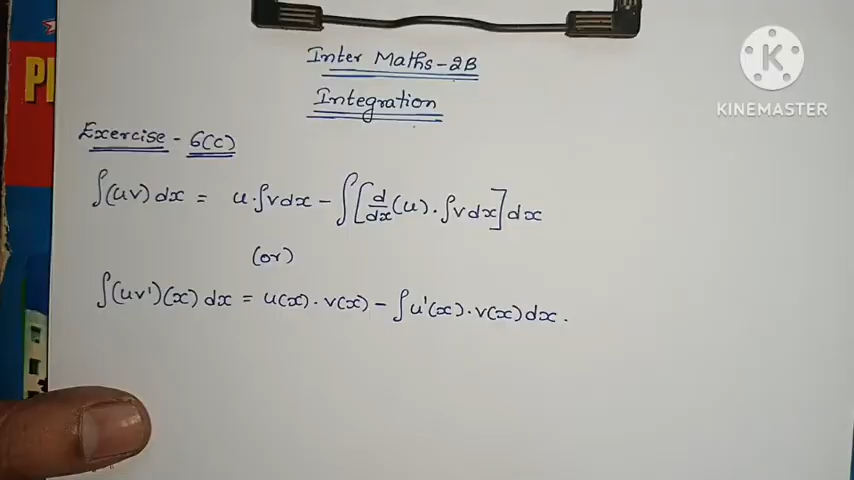 Inter Maths-2B
K
KINEMASTER
Integration
Exercise - 6(c)
∫(uv) dx = u·∫v dx - ∫[d/dx (u). ∫v dx] dx
(or)
∫(uv')(x) dx = u(x)·v(x) - ∫u'(x)·v(x) dx.